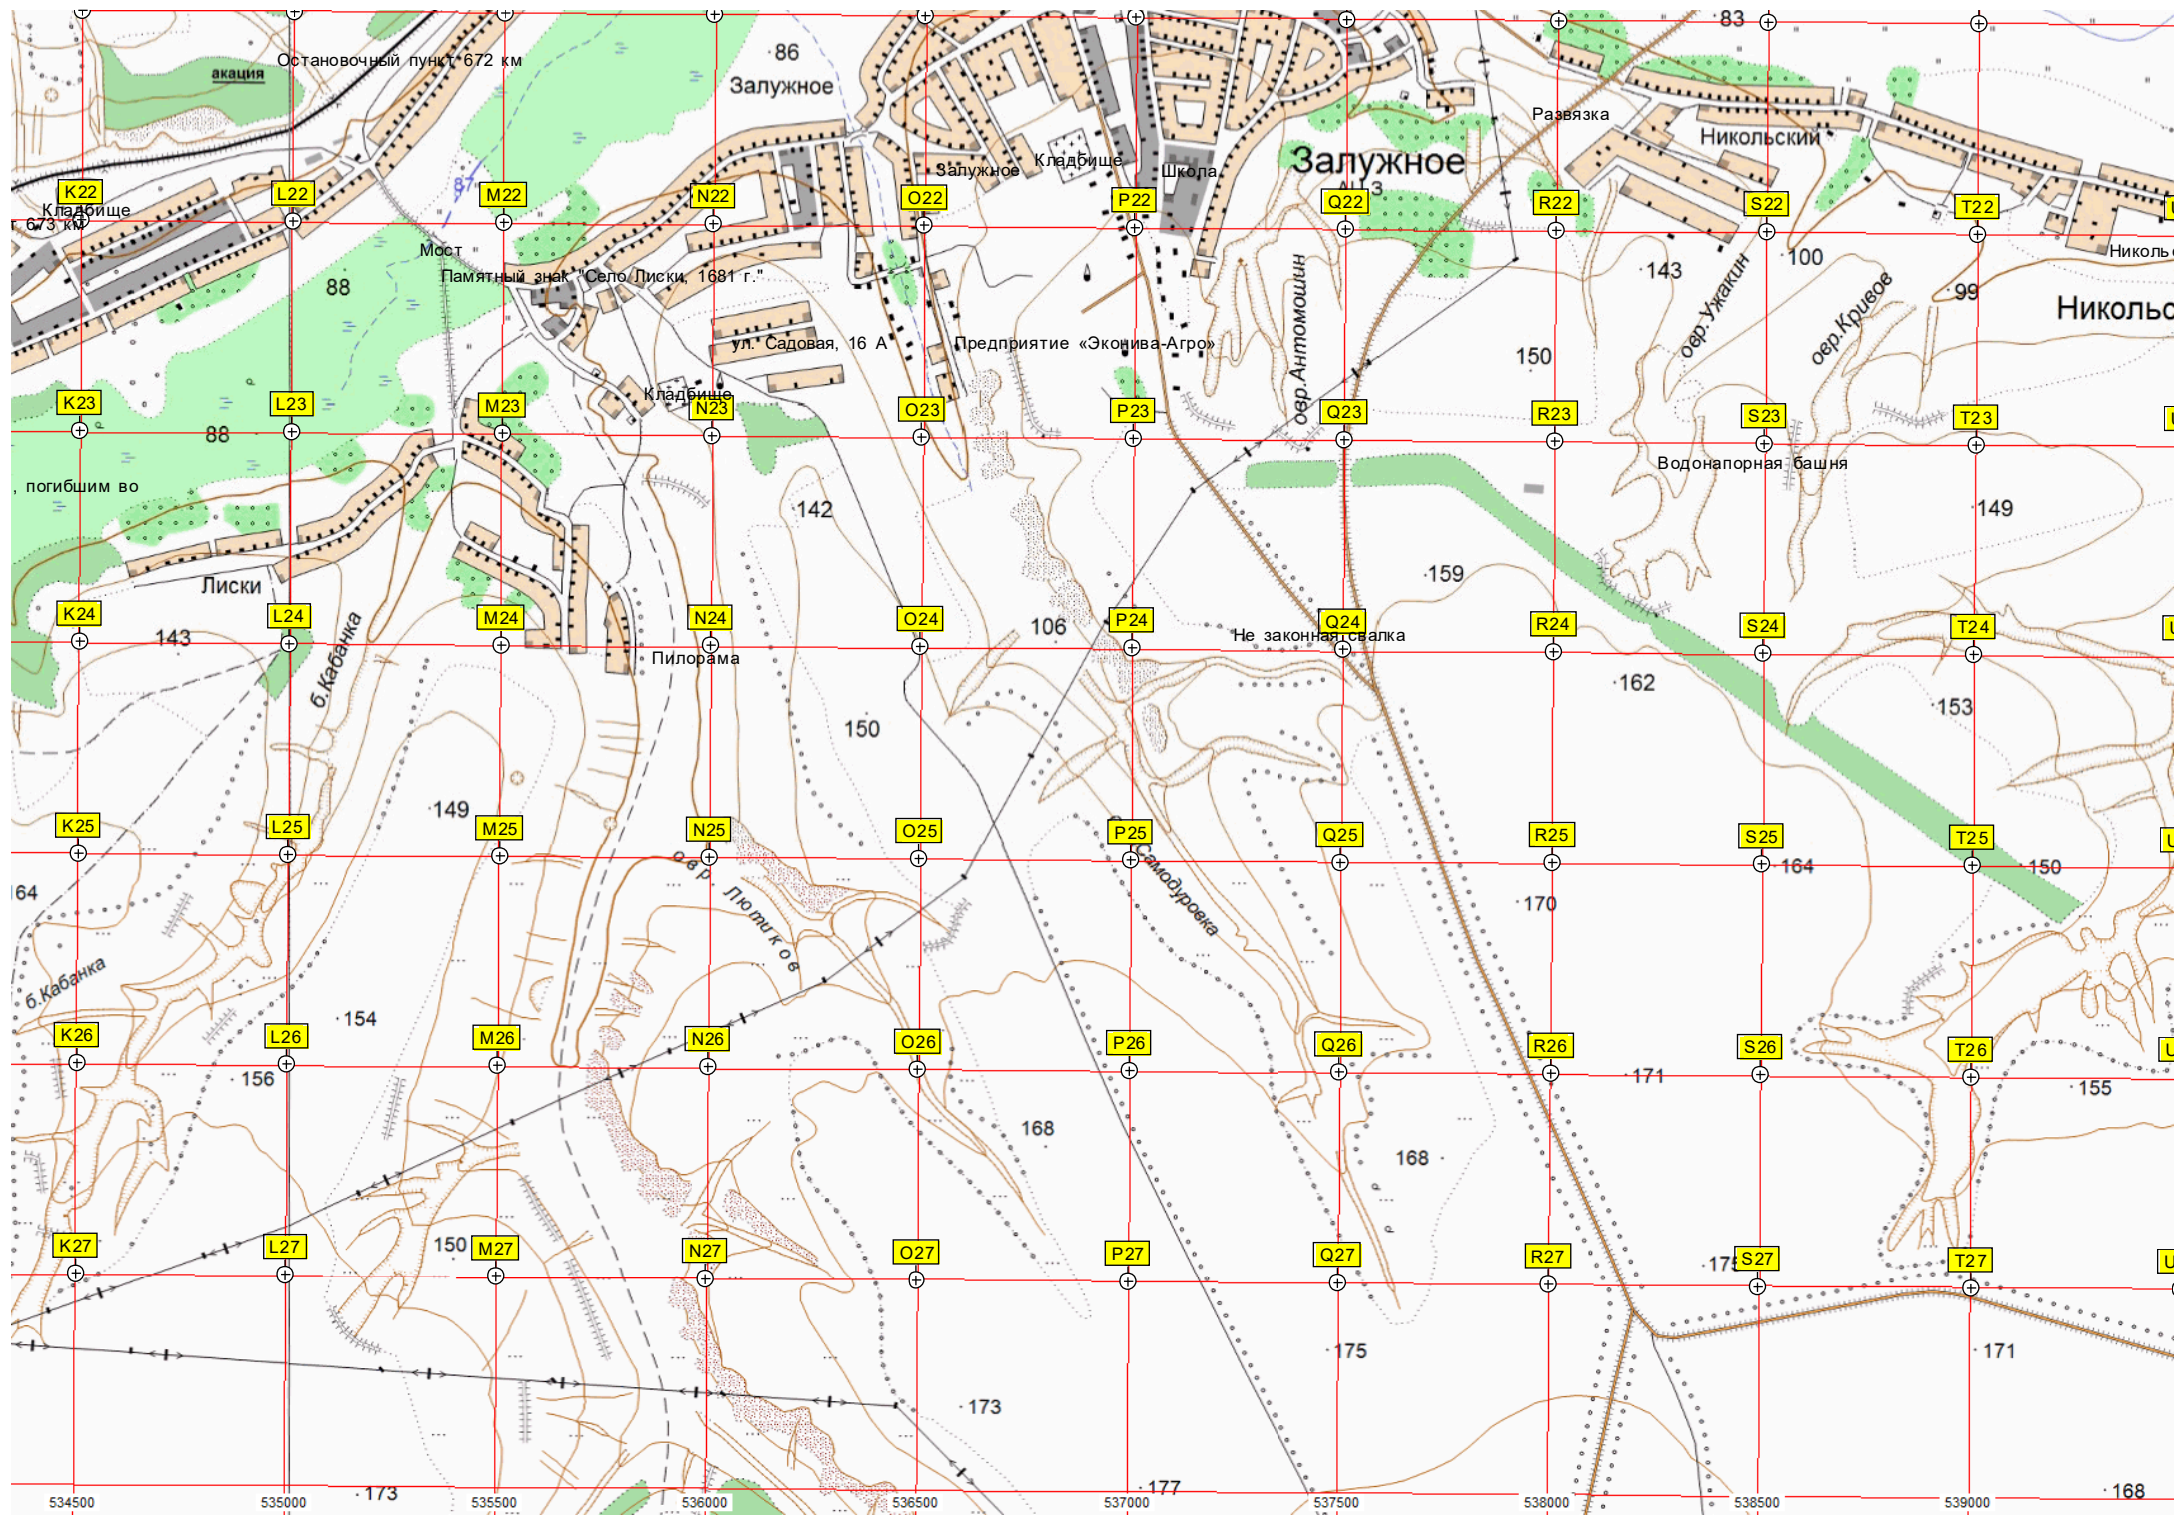 83
Остановочный пункт 672 км
86
акация
Залужное
Развязка
Никольский
Кладбище
Залужное
Школа
Залужное
87
K22
L22
M22
N22
O22
P22
Q22
R22
S22
T22
Кладбище
673 км
Мост
Памятный знак "Село Лиски, 1681 г."
88
143
100
99
Николь
Никольс
овр.Антомошин
овр.Ужакин
овр.Кривов
ул. Садовая, 16 А
Предприятие «Эконива-Агро»
150
Кладбище
K23
L23
M23
N23
O23
P23
Q23
R23
S23
T23
88
Водонапорная башня
, погибшим во
142
149
Лиски
159
K24
L24
M24
N24
O24
P24
Q24
R24
S24
T24
143
106
Не законная свалка
б.Кабанка
Пилорама
162
153
150
149
K25
L25
M25
N25
O25
P25
Q25
R25
S25
T25
164
150
64
овр. Лютиков
Самодуровка
170
б.Кабанка
154
K26
L26
M26
N26
O26
P26
Q26
R26
S26
T26
156
171
155
168
168
150
K27
L27
M27
N27
O27
P27
Q27
R27
S27
T27
175
175
171
173
173
177
168
534500
535000
535500
536000
536500
537000
537500
538000
538500
539000